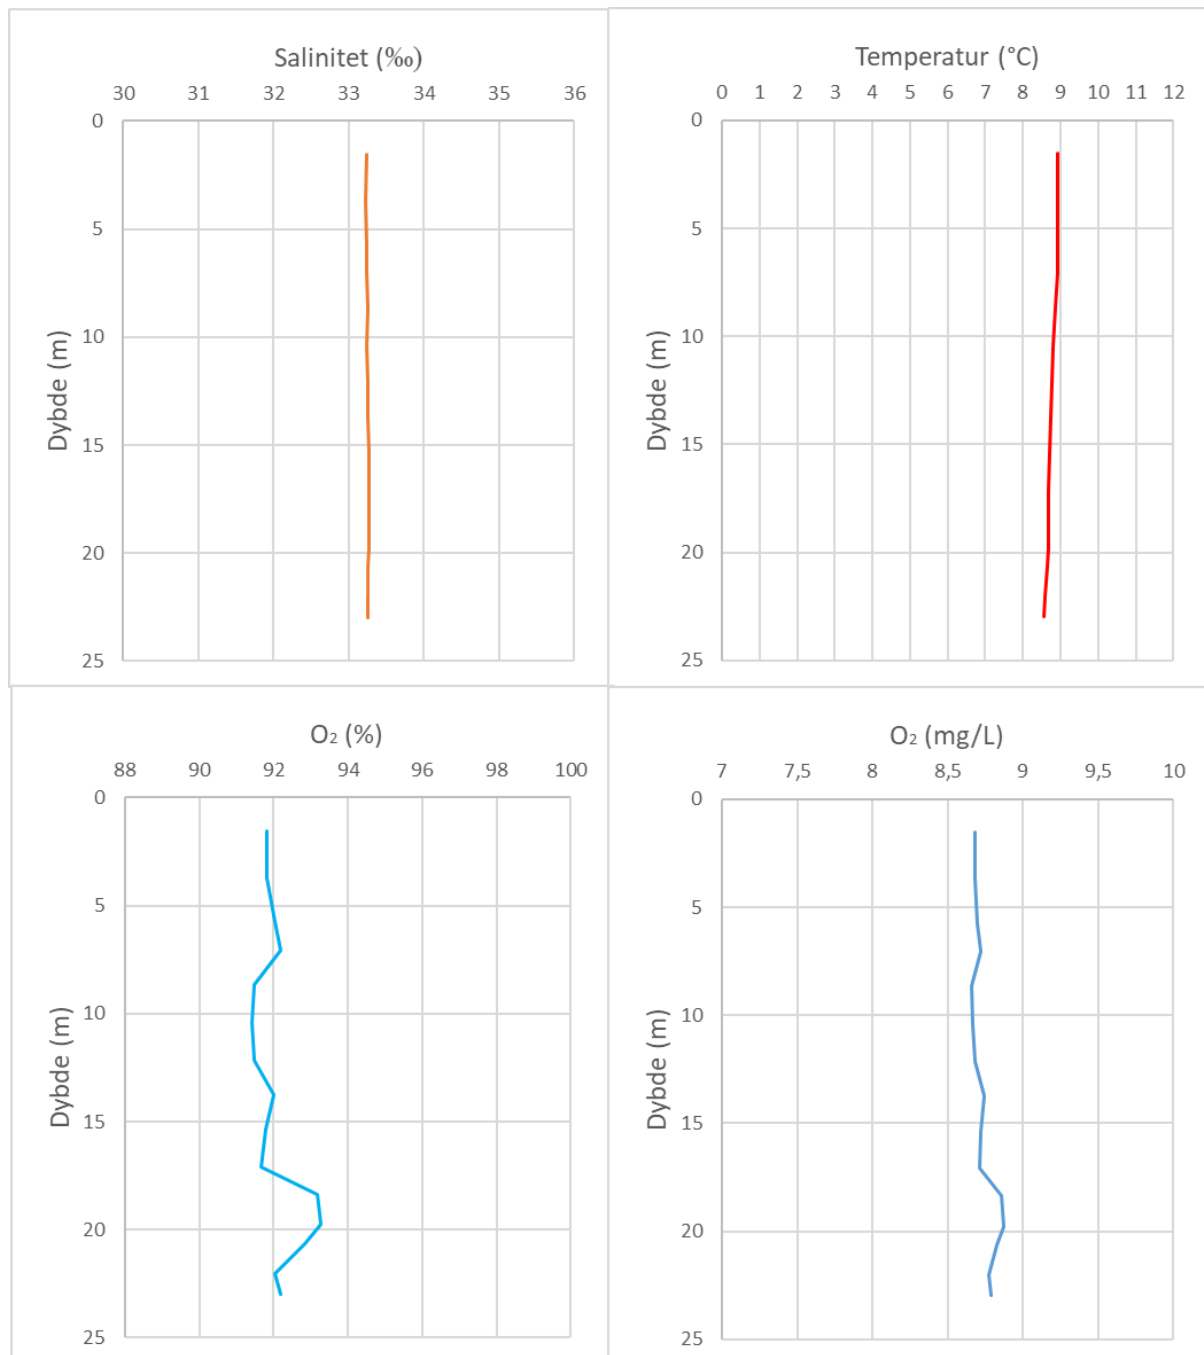 Salinitet (‰)
30 31 32 33 34 35 36
0
5
10
15
20
25
Dybde (m)
Temperatur (°C)
0 1 2 3 4 5 6 7 8 9 10 11 12
0
5
10
15
20
25
Dybde (m)
O₂ (%)
88 90 92 94 96 98 100
0
5
10
15
20
25
Dybde (m)
O₂ (mg/L)
7 7,5 8 8,5 9 9,5 10
0
5
10
15
20
25
Dybde (m)